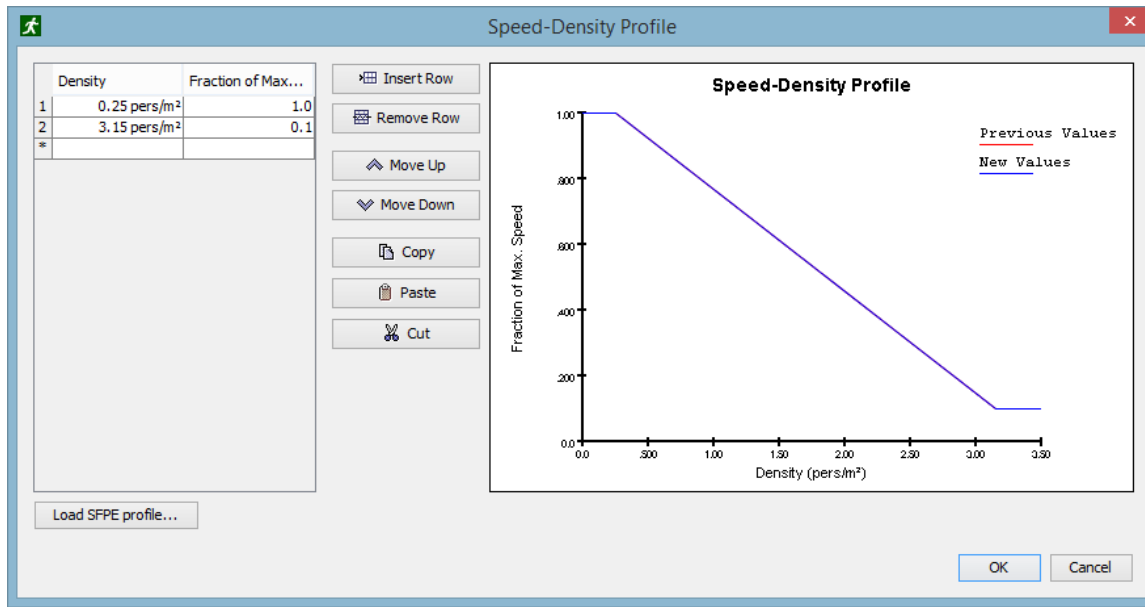 Speed-Density Profile
Density Fraction of Max...
1 0.25 pers/m² 1.0
2 3.15 pers/m² 0.1
*
Insert Row
Remove Row
Move Up
Move Down
Copy
Paste
Cut
Load SFPE profile...
Speed-Density Profile
Previous Values
New Values
Fraction of Max. Speed
1.00
.800
.600
.400
.200
0.0
0.0 .500 1.00 1.50 2.00 2.50 3.00 3.50
Density (pers/m²)
OK Cancel